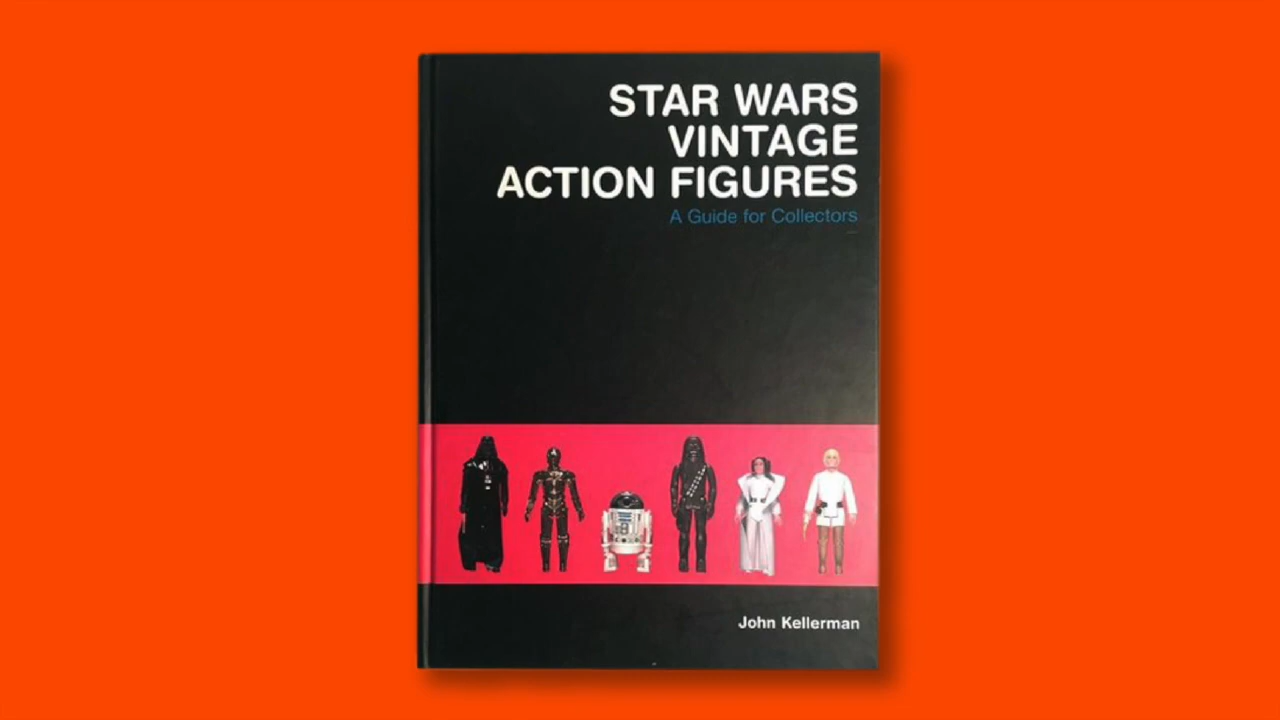 STAR WARS
VINTAGE
ACTION FIGURES
A Guide for Collectors
John Kellerman